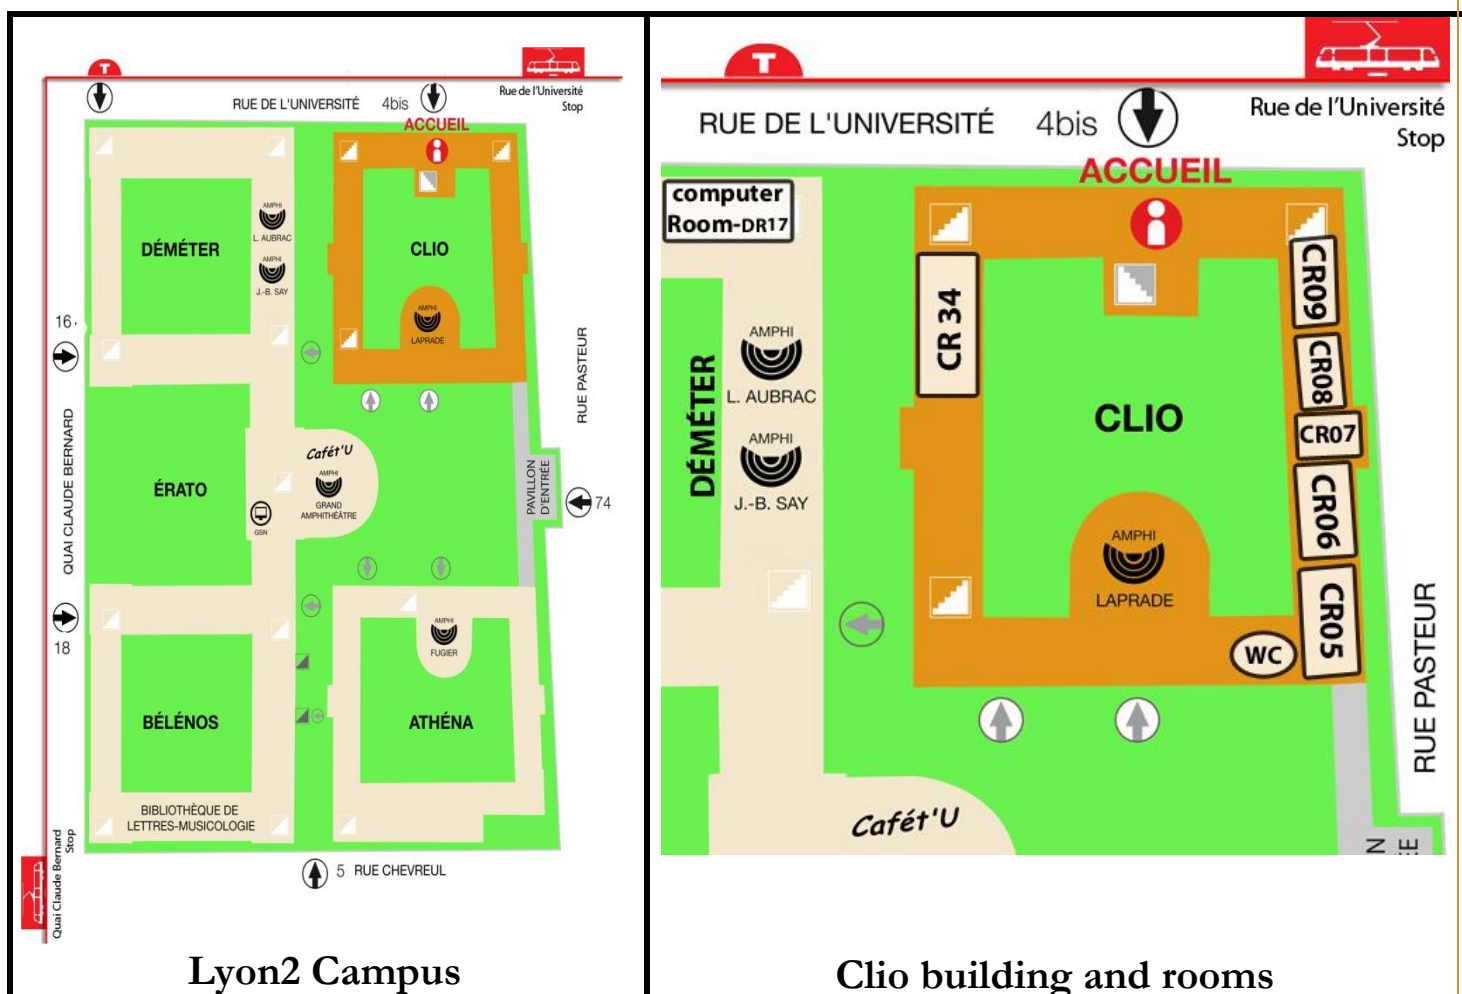 T
Rue de l'Université
Stop
RUE DE L'UNIVERSITÉ 4bis
ACCUEIL
AMPHI
L. AUBRAC
DÉMÉTER
CLIO
AMPHI
J.-B. SAY
AMPHI
LAPRADE
16
RUE PASTEUR
QUAI CLAUDE BERNARD
Cafét'U
AMPHI
GRAND
AMPHITHÉÂTRE
ÉRATO
GSN
PAVILLON
D'ENTRÉE
74
18
AMPHI
FUGIER
BÉLÉNOS
ATHÉNA
BIBLIOTHÈQUE DE
LETTRES-MUSICOLOGIE
Quai Claude Bernard
Stop
5 RUE CHEVREUL
Lyon2 Campus
T
RUE DE L'UNIVERSITÉ 4bis
Rue de l'Université
Stop
ACCUEIL
computer
Room-DR17
CR 34
CR09
AMPHI
L. AUBRAC
CR08
DÉMÉTER
CLIO
CR07
AMPHI
J.-B. SAY
CR06
AMPHI
LAPRADE
CR05
WC
RUE PASTEUR
Cafét'U
N
ÉE
Clio building and rooms